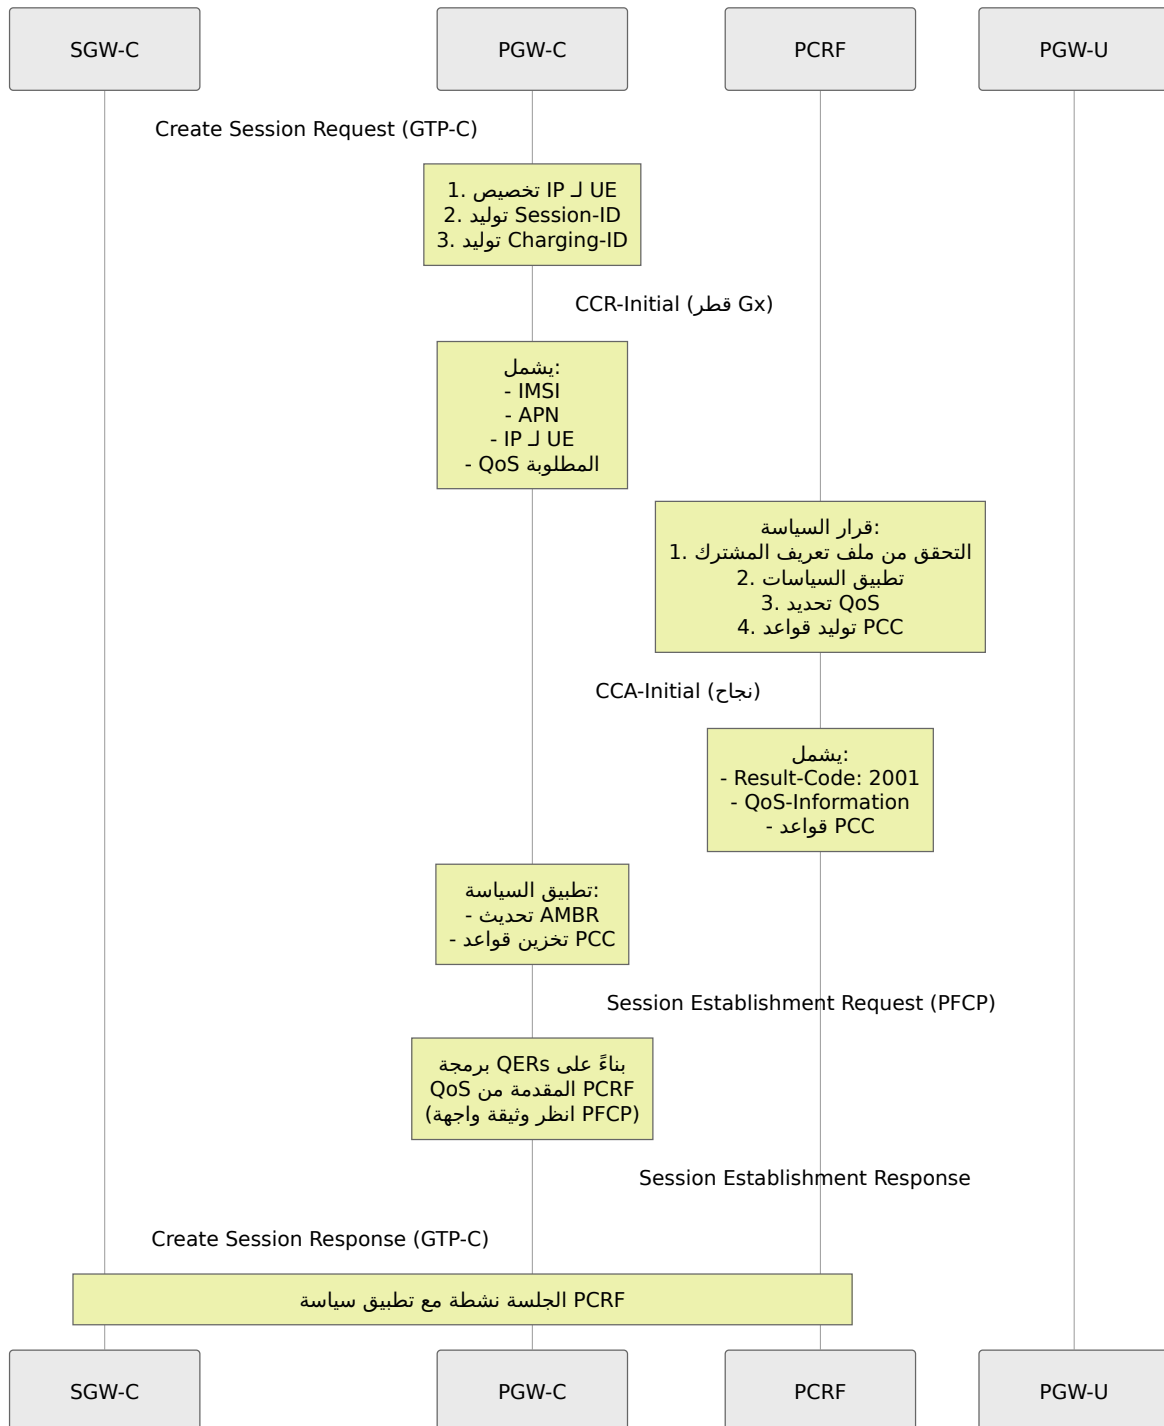 SGW-C
PGW-C
PCRF
PGW-U
Create Session Request (GTP-C)
1. تخصيص IP لـ UE
2. توليد Session-ID
3. توليد Charging-ID
CCR-Initial (قطر Gx)
يشمل:
- IMSI
- APN
- IP لـ UE
- QoS المطلوبة
قرار السياسة:
1. التحقق من ملف تعريف المشترك
2. تطبيق السياسات
3. تحديد QoS
4. توليد قواعد PCC
CCA-Initial (نجاح)
يشمل:
- Result-Code: 2001
- QoS-Information
- قواعد PCC
تطبيق السياسة:
- تحديث AMBR
- تخزين قواعد PCC
Session Establishment Request (PFCP)
برمجة QERs بناءً على
QoS المقدمة من PCRF
(انظر وثيقة واجهة PFCP)
Session Establishment Response
Create Session Response (GTP-C)
الجلسة نشطة مع تطبيق سياسة PCRF
SGW-C
PGW-C
PCRF
PGW-U